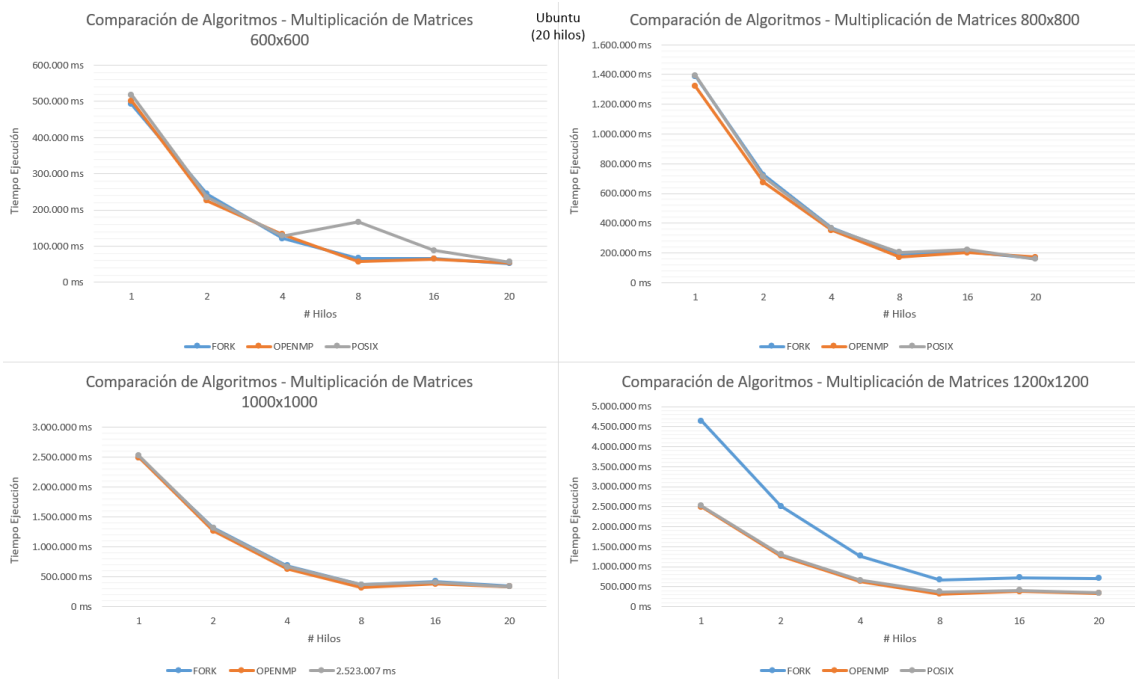 Comparación de Algoritmos - Multiplicación de Matrices
600x600
600.000 ms
500.000 ms
400.000 ms
300.000 ms
200.000 ms
100.000 ms
0 ms
Tiempo Ejecución
1 2 4 8 16 20
# Hilos
FORK OPENMP POSIX
Ubuntu
(20 hilos)
Comparación de Algoritmos - Multiplicación de Matrices 800x800
1.600.000 ms
1.400.000 ms
1.200.000 ms
1.000.000 ms
800.000 ms
600.000 ms
400.000 ms
200.000 ms
0 ms
Tiempo Ejecución
1 2 4 8 16 20
# Hilos
FORK OPENMP POSIX
Comparación de Algoritmos - Multiplicación de Matrices
1000x1000
3.000.000 ms
2.500.000 ms
2.000.000 ms
1.500.000 ms
1.000.000 ms
500.000 ms
0 ms
Tiempo Ejecución
1 2 4 8 16 20
# Hilos
FORK OPENMP 2.523.007 ms
Comparación de Algoritmos - Multiplicación de Matrices 1200x1200
5.000.000 ms
4.500.000 ms
4.000.000 ms
3.500.000 ms
3.000.000 ms
2.500.000 ms
2.000.000 ms
1.500.000 ms
1.000.000 ms
500.000 ms
0 ms
Tiempo Ejecución
1 2 4 8 16 20
# Hilos
FORK OPENMP POSIX